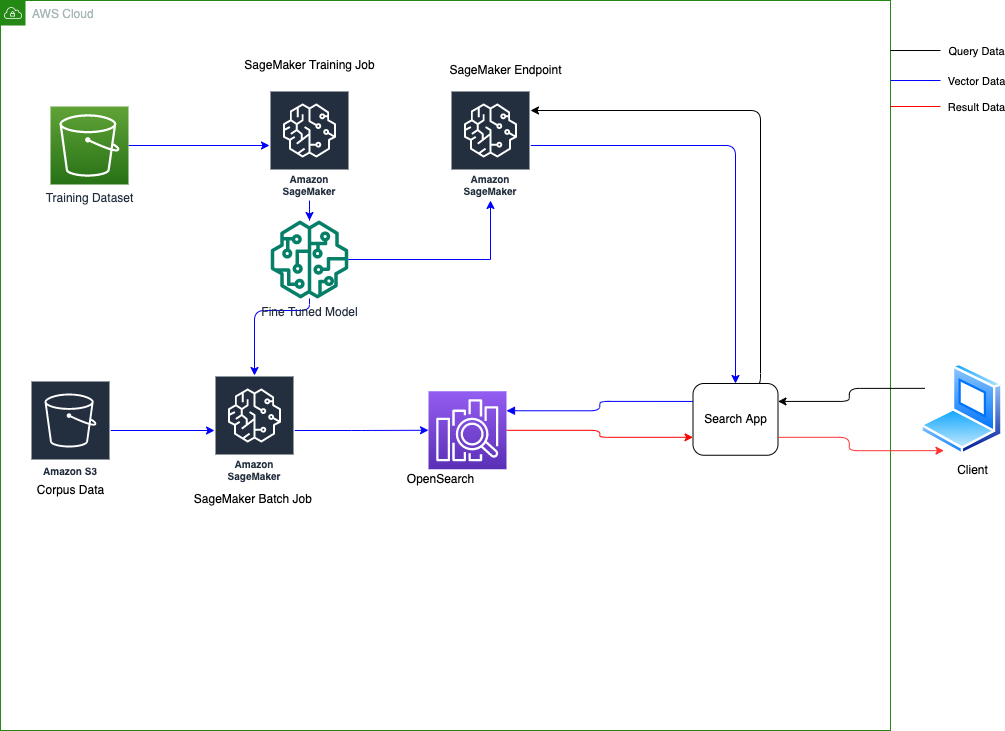 AWS Cloud
Query Data
Vector Data
Result Data
SageMaker Training Job
SageMaker Endpoint
Amazon
SageMaker
Amazon
SageMaker
Training Dataset
Fine Tuned Model
Search App
Amazon S3
Corpus Data
Amazon
SageMaker
SageMaker Batch Job
OpenSearch
Client